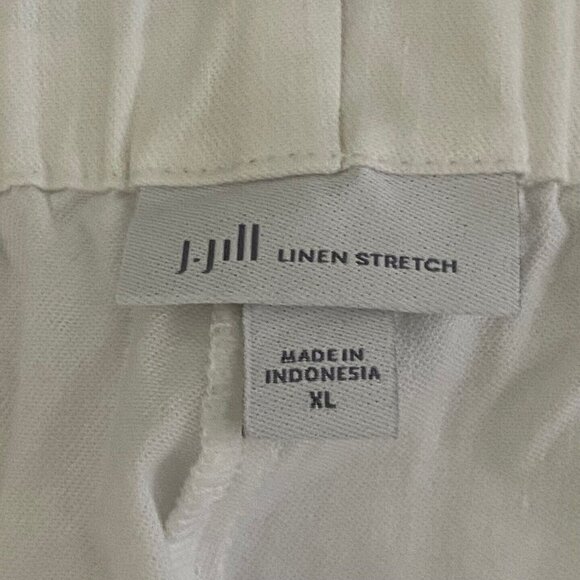 J.Jill LINEN STRETCH
MADE IN
INDONESIA
XL